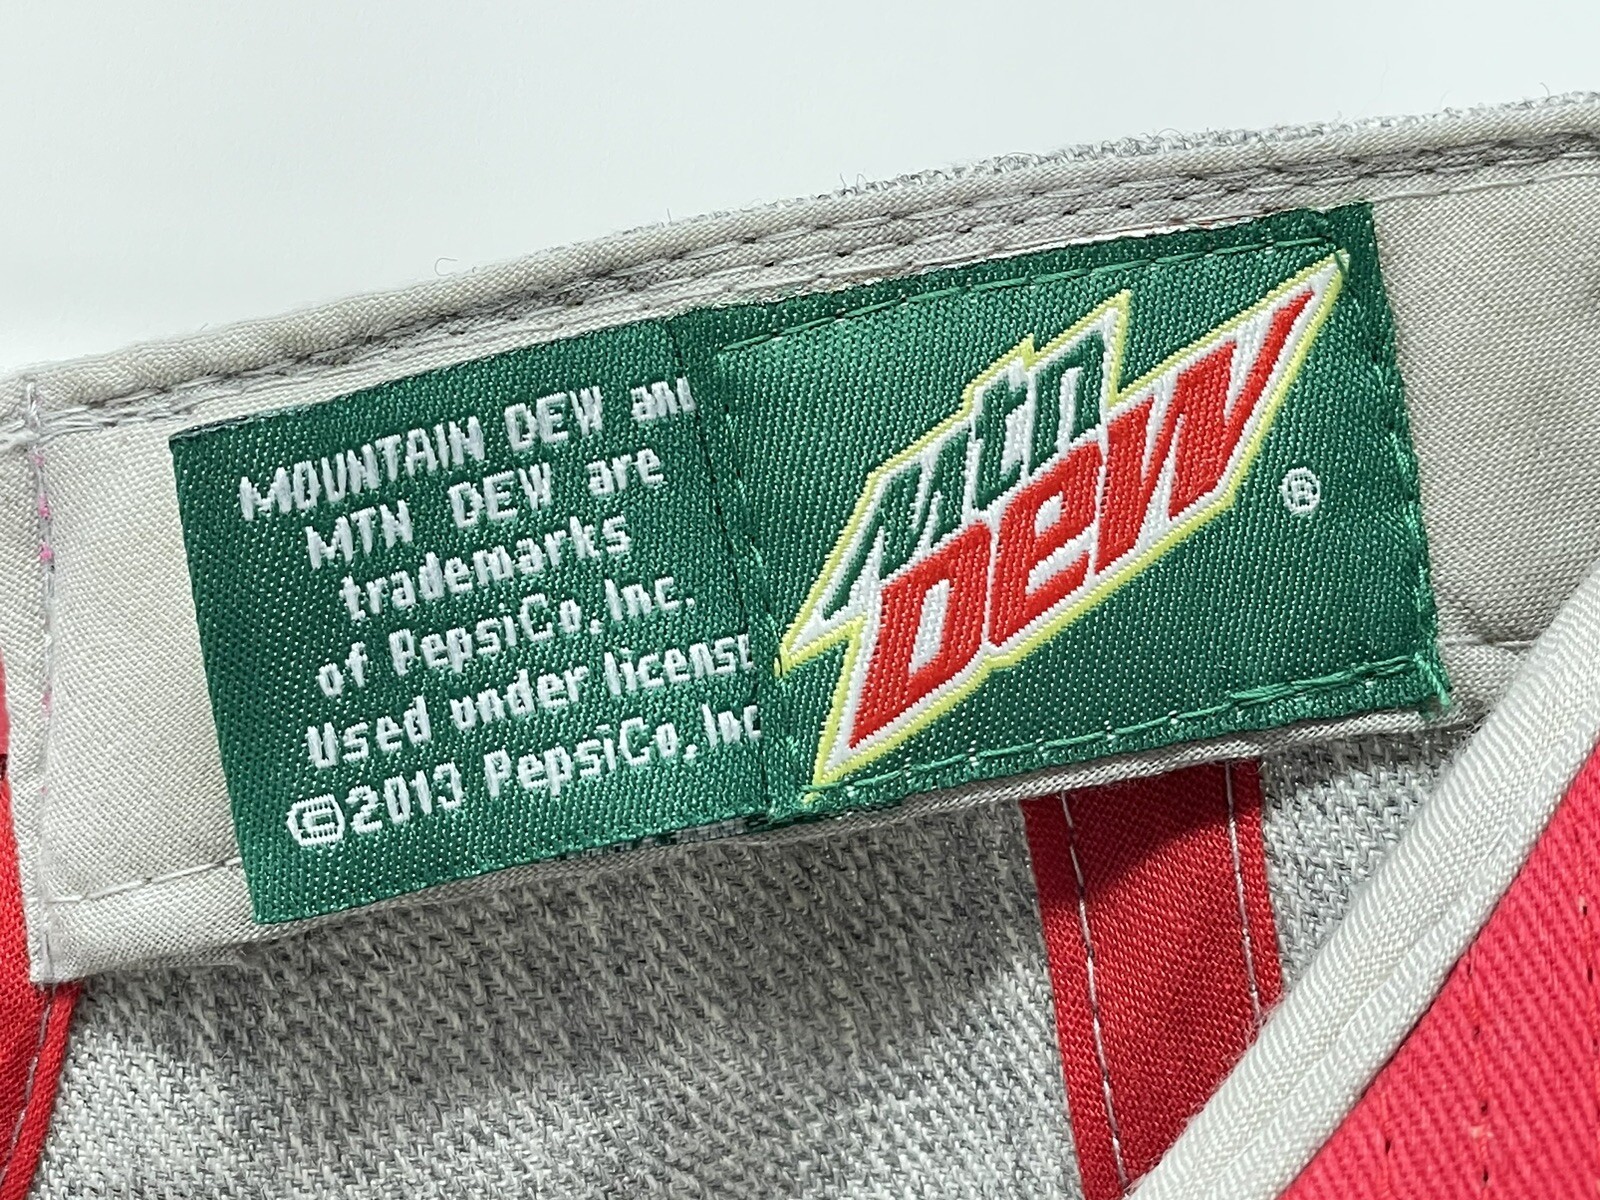 MOUNTAIN DEW and
MTN DEW are
trademarks
of PepsiCo, Inc.
Used under license
©2013 PepsiCo, Inc
Mtn
Dew
®